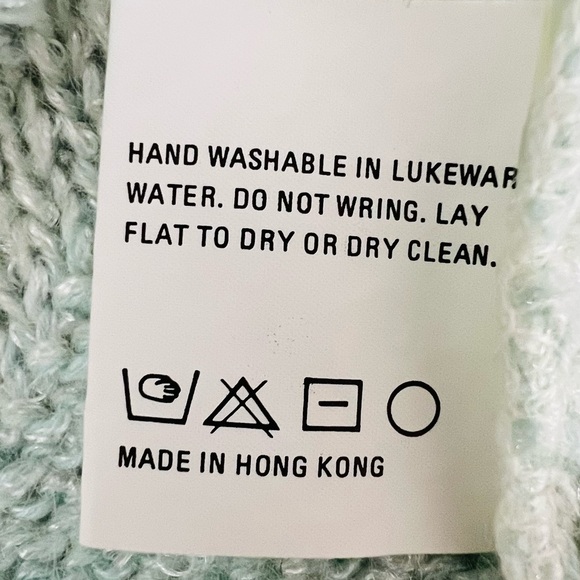 HAND WASHABLE IN LUKEWAR
WATER. DO NOT WRING. LAY
FLAT TO DRY OR DRY CLEAN.
MADE IN HONG KONG